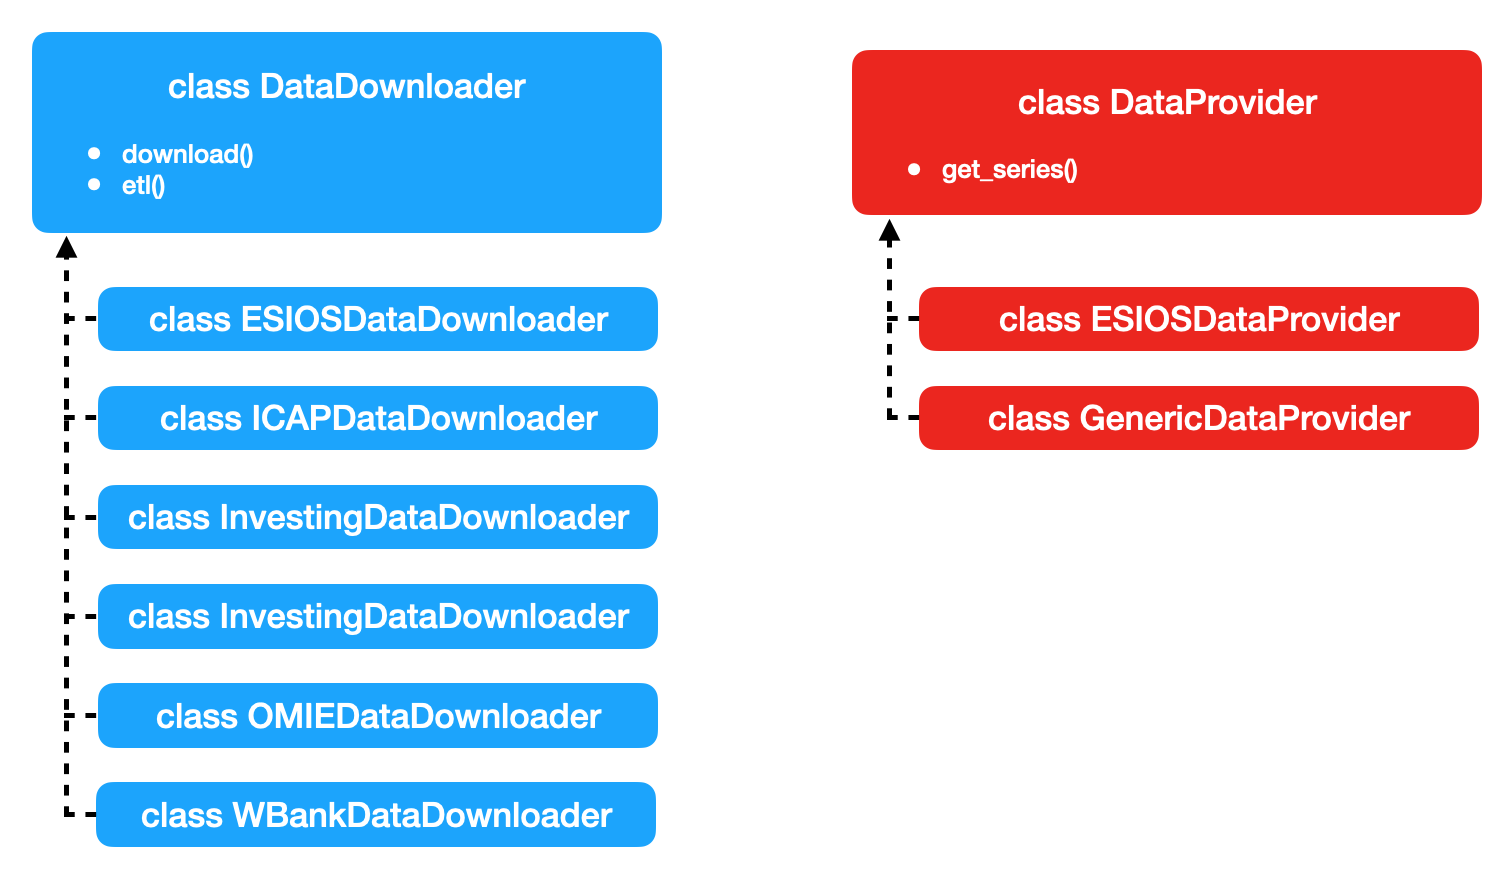 class DataDownloader
• download()
• etl()
class ESIOSDataDownloader
class ICAPDataDownloader
class InvestingDataDownloader
class InvestingDataDownloader
class OMIEDataDownloader
class WBankDataDownloader
class DataProvider
• get_series()
class ESIOSDataProvider
class GenericDataProvider